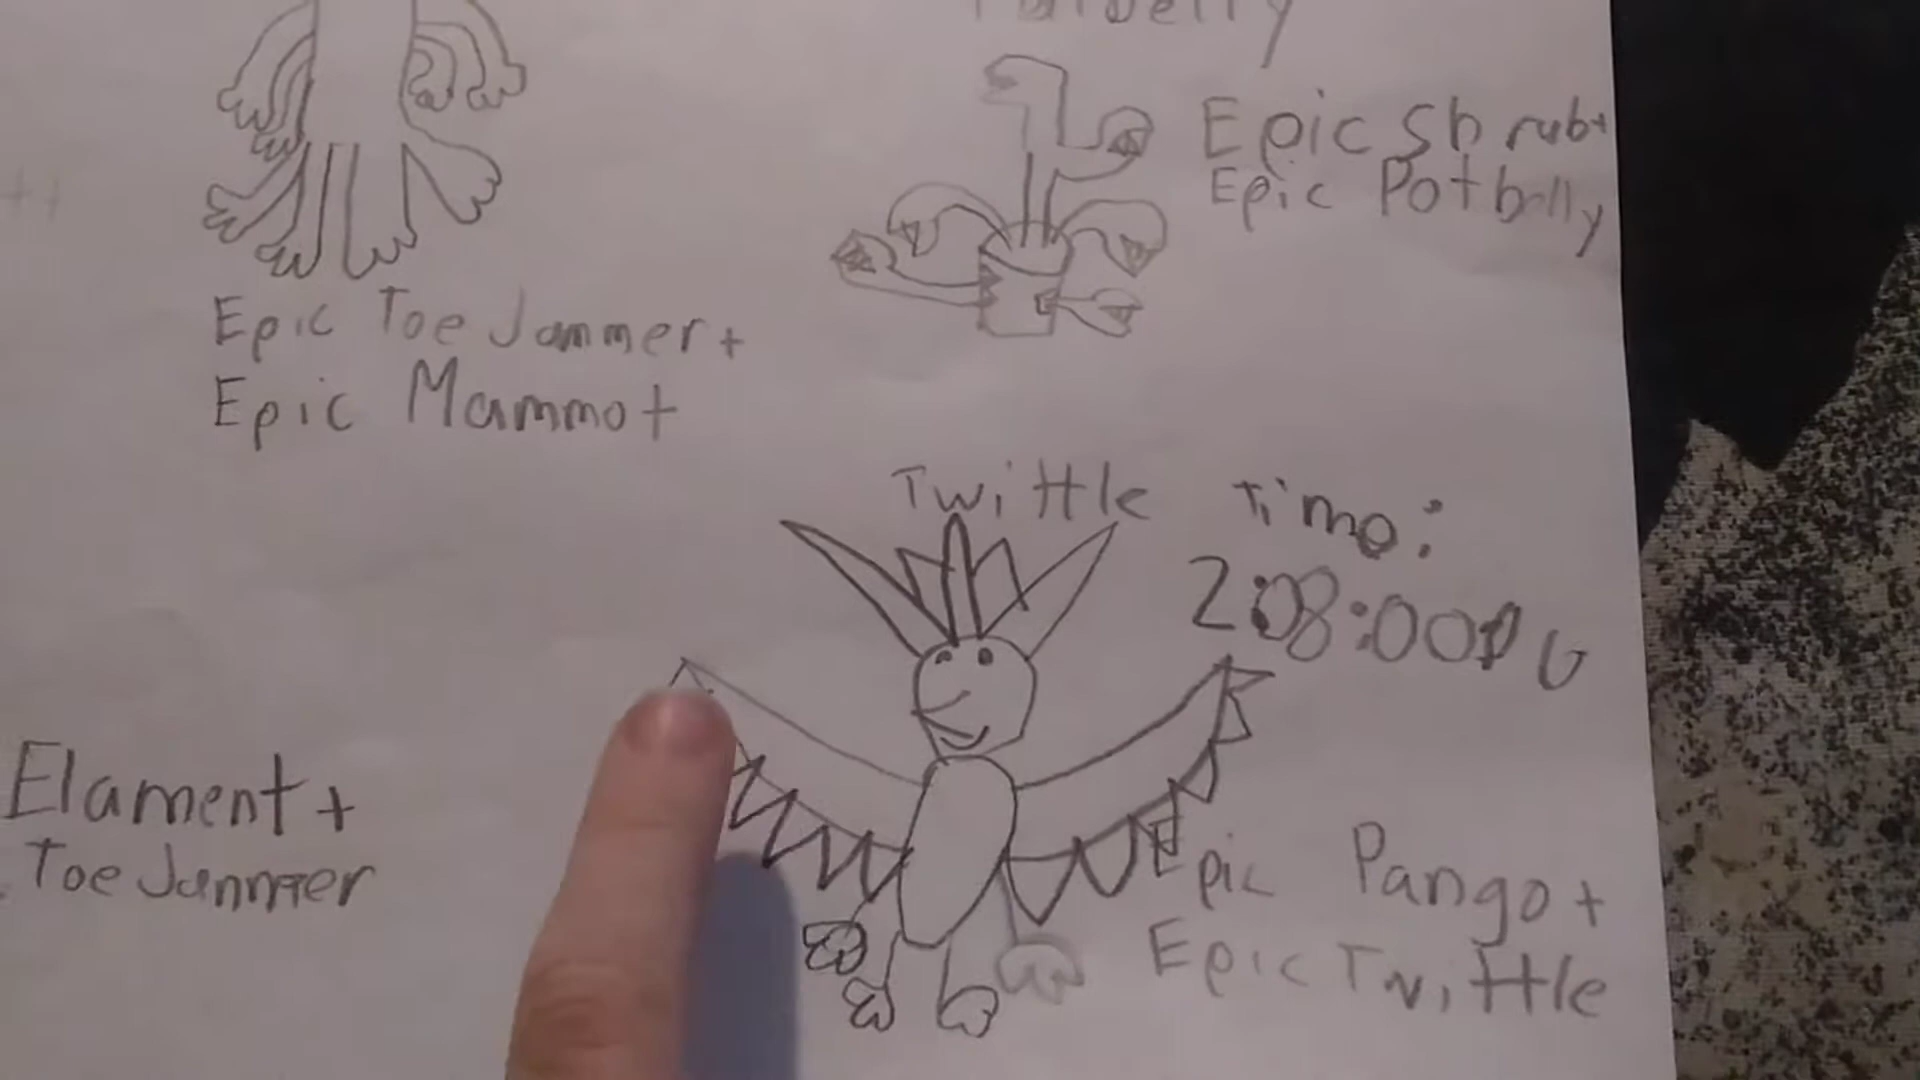 Epic Shrub+
Epic Potbelly
Epic Toe Jammer+
Epic Mammot
Twittle Time:
2:08:00
Elament+
Toe Jammer
Epic Pango+
Epic Twittle